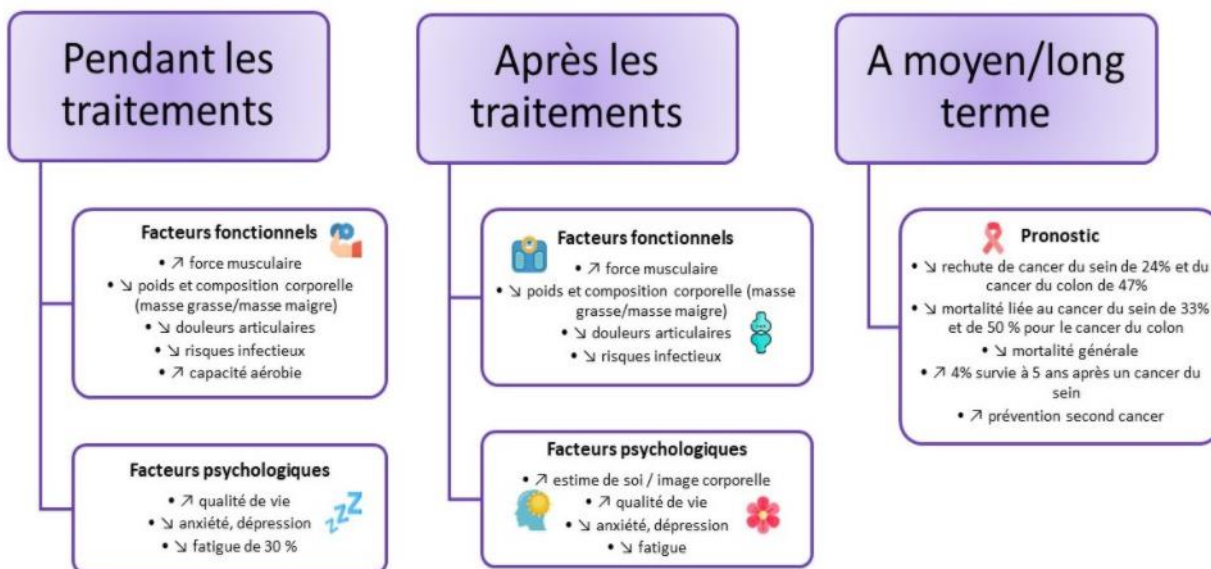 Pendant les
traitements
Facteurs fonctionnels
• ↗ force musculaire
• ↘ poids et composition corporelle
(masse grasse/masse maigre)
• ↘ douleurs articulaires
• ↘ risques infectieux
• ↗ capacité aérobie
Facteurs psychologiques
• ↗ qualité de vie
• ↘ anxiété, dépression
• ↘ fatigue de 30 %
zzZ
Après les
traitements
Facteurs fonctionnels
• ↗ force musculaire
• ↘ poids et composition corporelle (masse
grasse/masse maigre)
• ↘ douleurs articulaires
• ↘ risques infectieux
Facteurs psychologiques
• ↗ estime de soi / image corporelle
• ↗ qualité de vie
• ↘ anxiété, dépression
• ↘ fatigue
A moyen/long
terme
Pronostic
• ↘ rechute de cancer du sein de 24% et du
cancer du colon de 47%
• ↘ mortalité liée au cancer du sein de 33%
et de 50 % pour le cancer du colon
• ↘ mortalité générale
• ↗ 4% survie à 5 ans après un cancer du
sein
• ↗ prévention second cancer